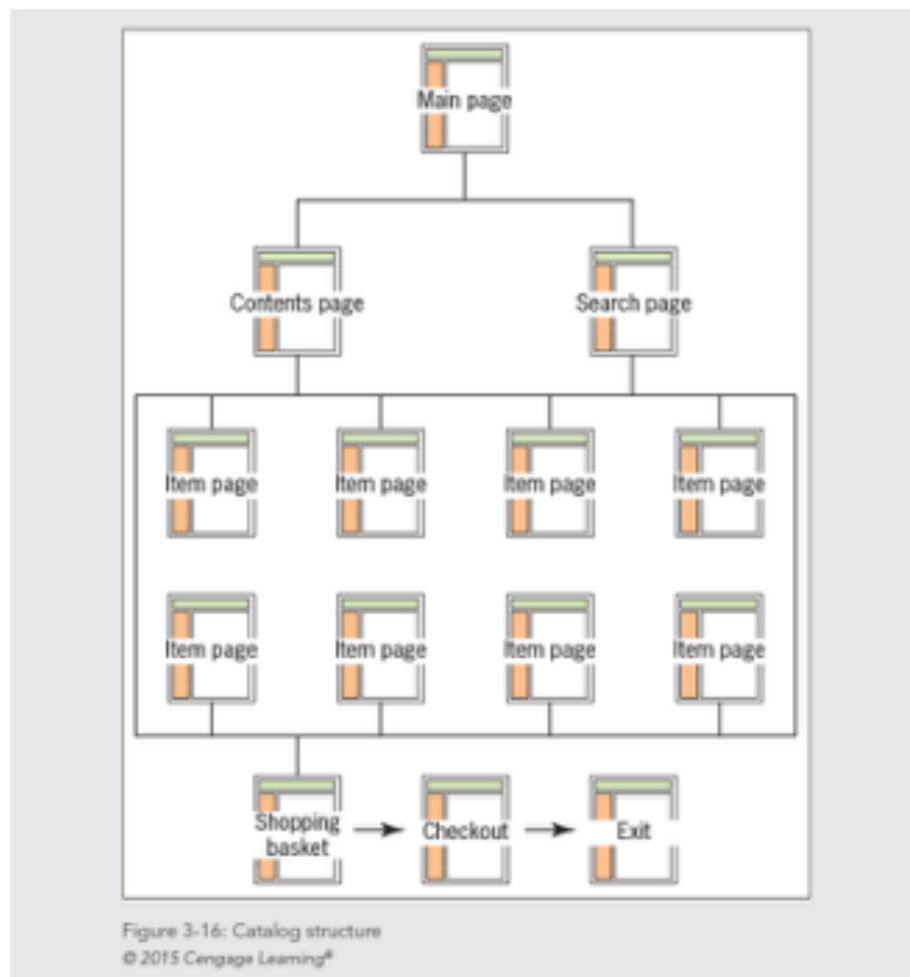 Main page
Contents page
Search page
Item page
Item page
Item page
Item page
Item page
Item page
Item page
Item page
Shopping
basket
Checkout
Exit
Figure 3-16: Catalog structure
© 2015 Cengage Learning®